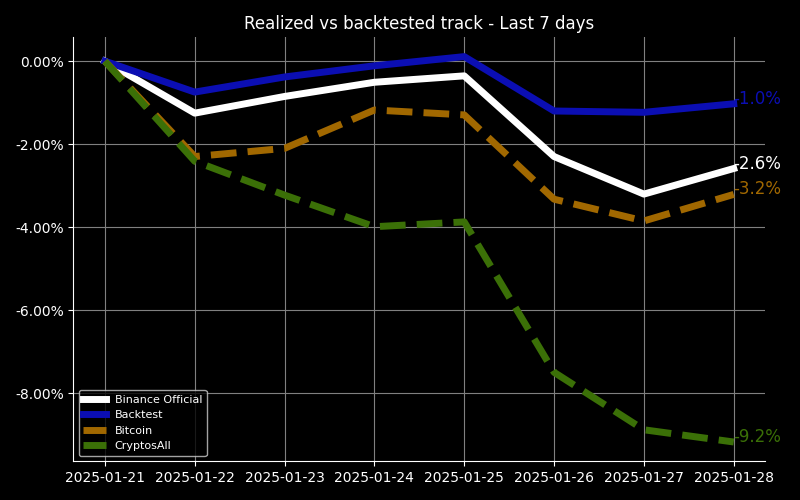 Realized vs backtested track - Last 7 days
0.00%
-2.00%
-4.00%
-6.00%
-8.00%
-1.0%
-2.6%
-3.2%
-9.2%
Binance Official
Backtest
Bitcoin
CryptosAll
2025-01-21 2025-01-22 2025-01-23 2025-01-24 2025-01-25 2025-01-26 2025-01-27 2025-01-28